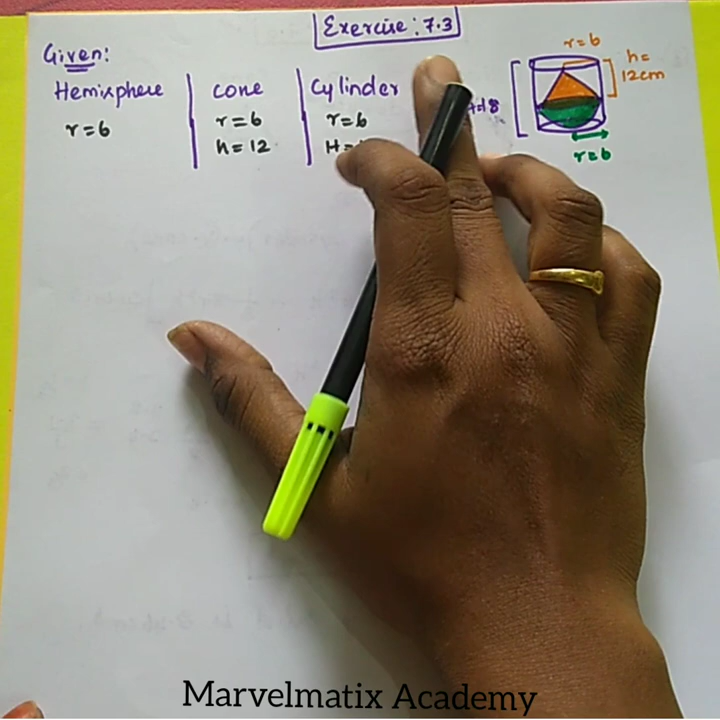 Exercise: 7.3
Given:
Hemisphere
r=6
cone
r=6
h=12
Cylinder
r=6
H=
r=6
h=
12cm
r=6
Marvelmatix Academy